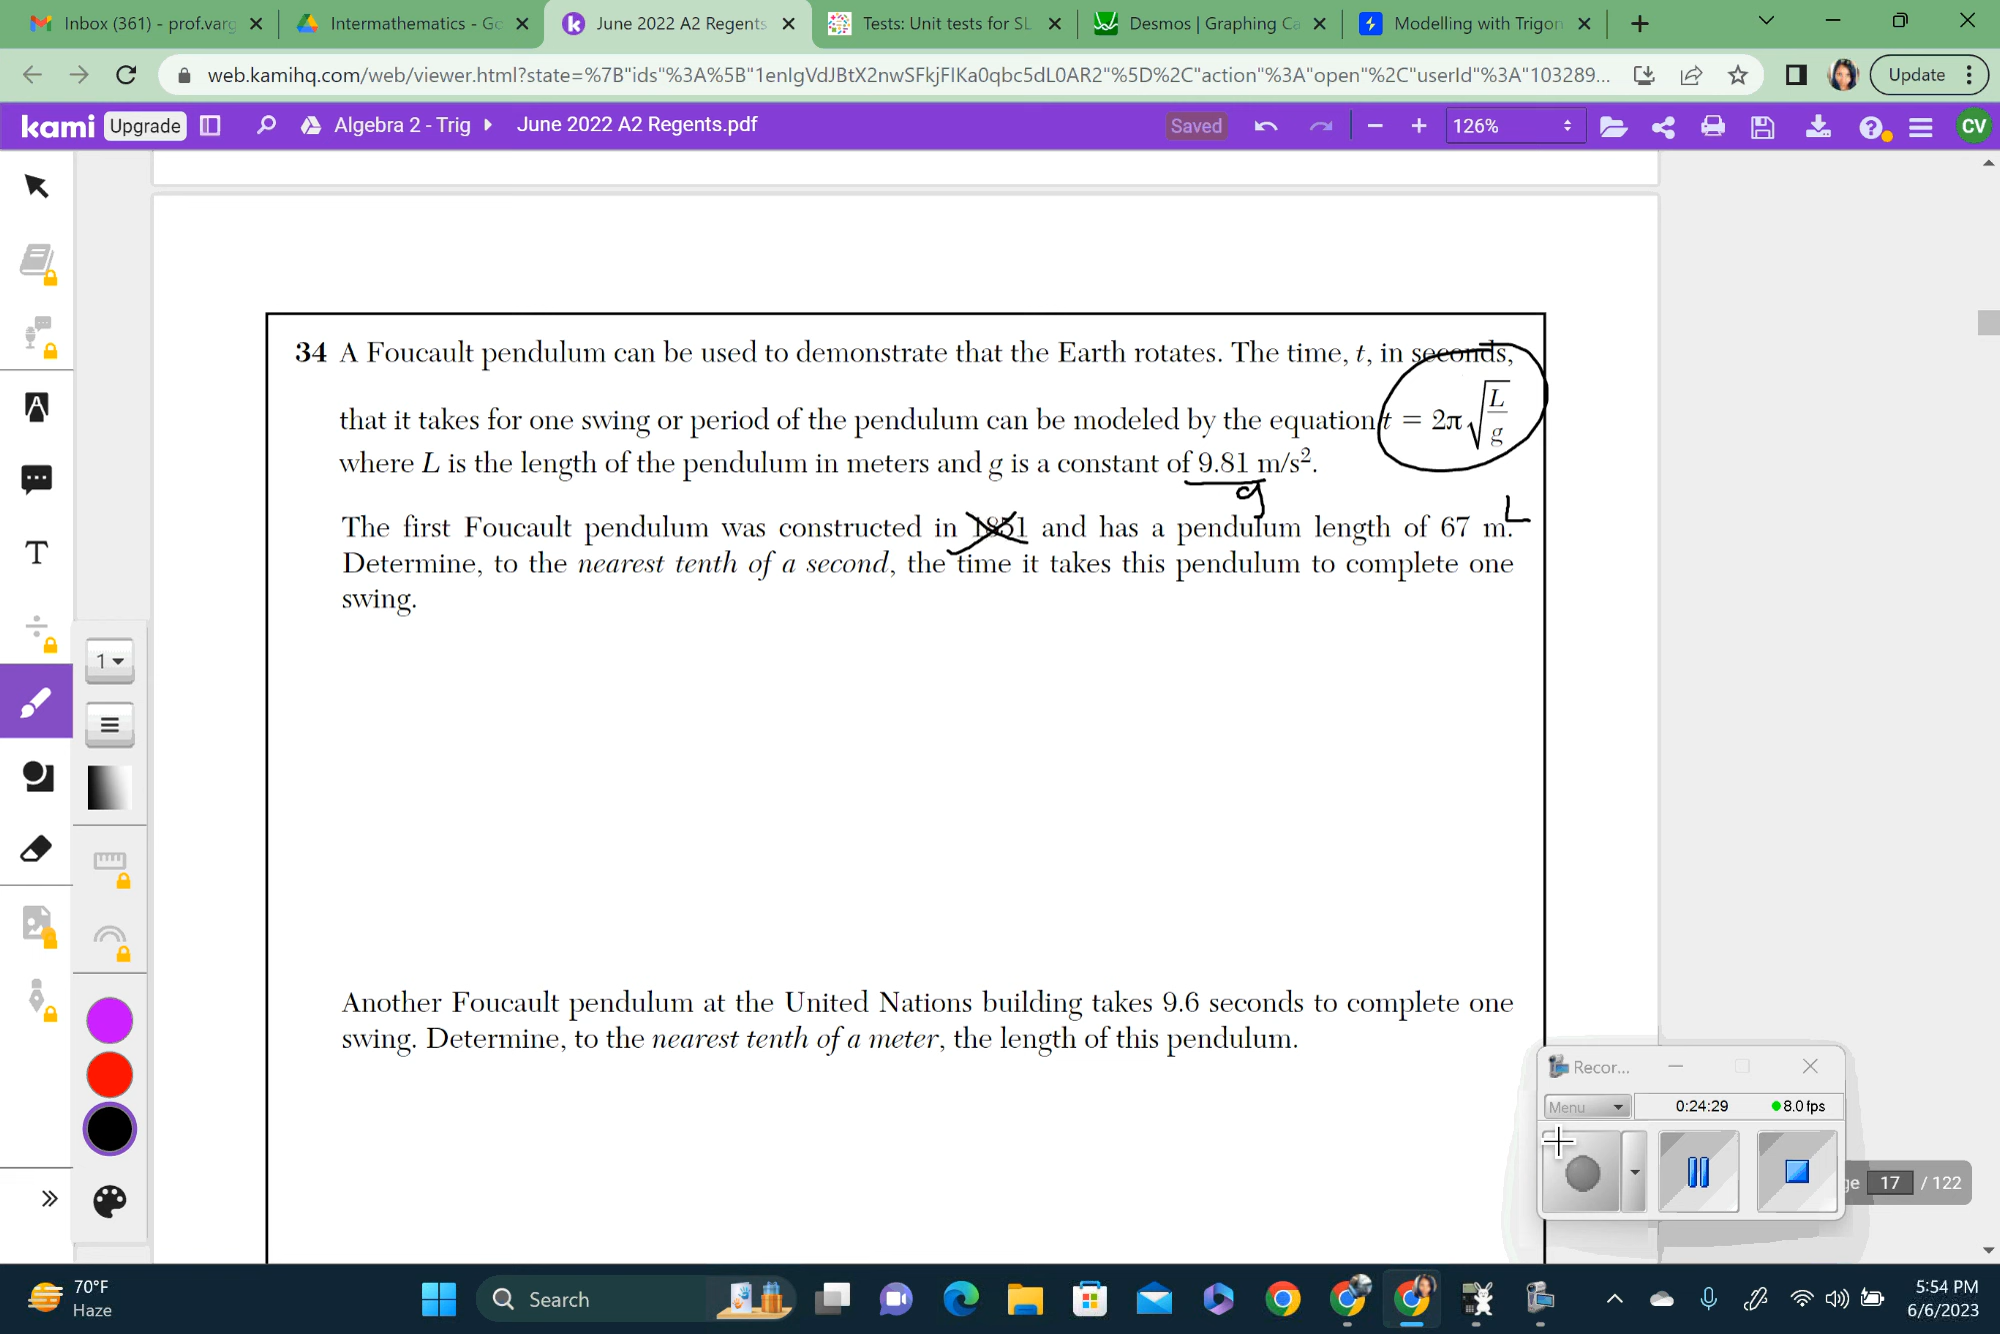 Inbox (361) - prof.varg
Intermathematics - Go
June 2022 A2 Regents
Tests: Unit tests for SL
Desmos | Graphing Ca
Modelling with Trigon
web.kamihq.com/web/viewer.html?state=%7B"ids"%3A%5B"1enIgVdJBtX2nwSFkjFIKa0qbc5dL0AR2"%5D%2C"action"%3A"open"%2C"userId"%3A"103289...
Update
kami Upgrade
Algebra 2 - Trig
June 2022 A2 Regents.pdf
Saved
126%
CV
34 A Foucault pendulum can be used to demonstrate that the Earth rotates. The time, t, in seconds,
that it takes for one swing or period of the pendulum can be modeled by the equation t = 2π√(L/g)
where L is the length of the pendulum in meters and g is a constant of 9.81 m/s².
g
L
The first Foucault pendulum was constructed in 1851 and has a pendulum length of 67 m.
Determine, to the nearest tenth of a second, the time it takes this pendulum to complete one
swing.
T
1
Another Foucault pendulum at the United Nations building takes 9.6 seconds to complete one
swing. Determine, to the nearest tenth of a meter, the length of this pendulum.
Recor...
Menu
0:24:29
8.0 fps
ge 17 / 122
70°F
Haze
Search
5:54 PM
6/6/2023